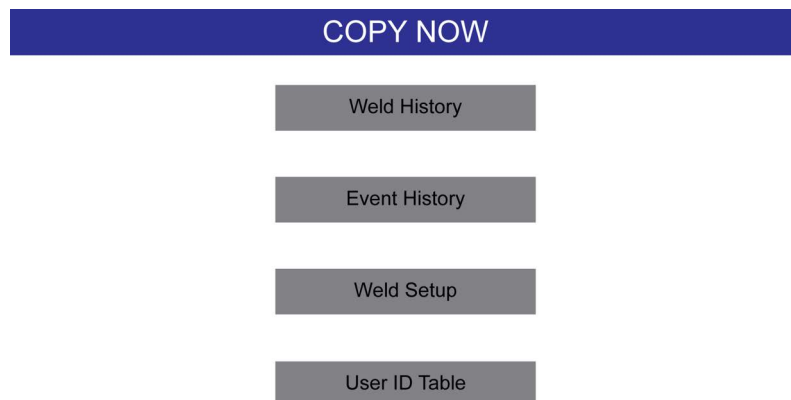 COPY NOW
Weld History
Event History
Weld Setup
User ID Table